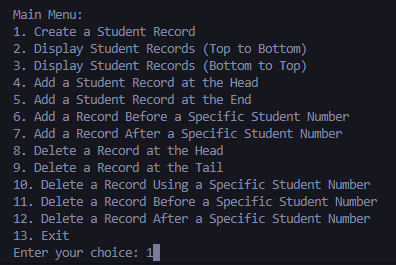 Main Menu:
1. Create a Student Record
2. Display Student Records (Top to Bottom)
3. Display Student Records (Bottom to Top)
4. Add a Student Record at the Head
5. Add a Student Record at the End
6. Add a Record Before a Specific Student Number
7. Add a Record After a Specific Student Number
8. Delete a Record at the Head
9. Delete a Record at the Tail
10. Delete a Record Using a Specific Student Number
11. Delete a Record Before a Specific Student Number
12. Delete a Record After a Specific Student Number
13. Exit
Enter your choice: 1